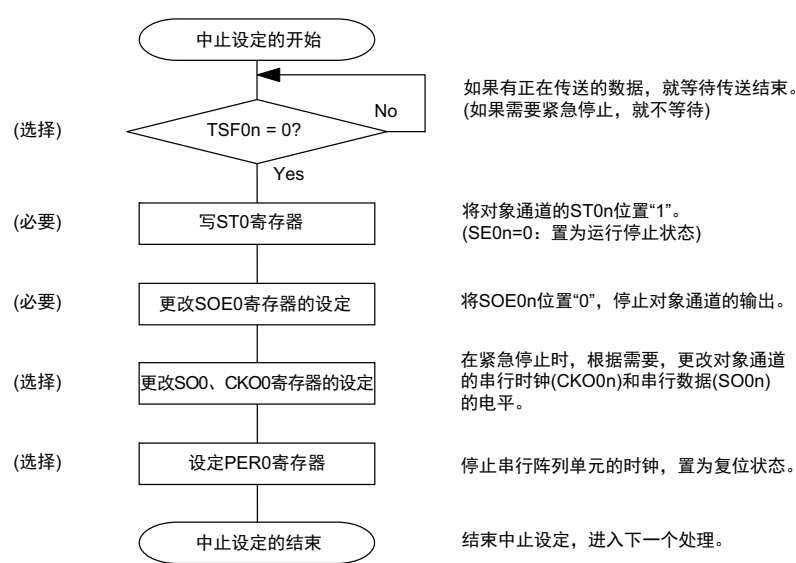 中止设定的开始
如果有正在传送的数据，就等待传送结束。
(如果需要紧急停止，就不等待)
No
(选择)
TSF0n = 0?
Yes
(必要)
写ST0寄存器
将对象通道的ST0n位置“1”。
(SE0n=0：置为运行停止状态)
(必要)
更改SOE0寄存器的设定
将SOE0n位置“0”，停止对象通道的输出。
(选择)
更改SO0、CKO0寄存器的设定
在紧急停止时，根据需要，更改对象通道
的串行时钟(CKO0n)和串行数据(SO0n)
的电平。
(选择)
设定PER0寄存器
停止串行阵列单元的时钟，置为复位状态。
中止设定的结束
结束中止设定，进入下一个处理。